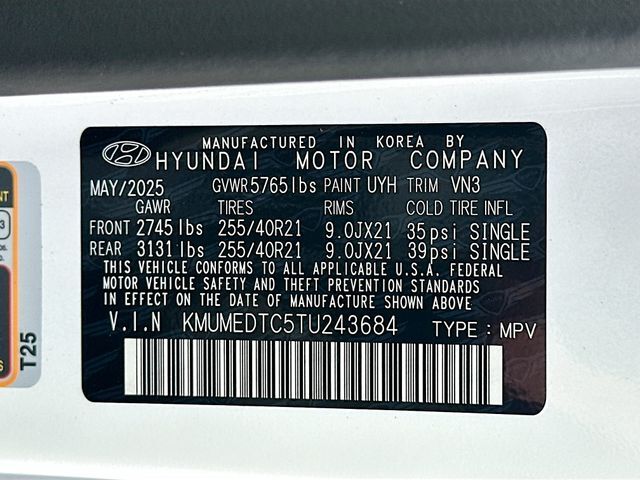 MANUFACTURED IN KOREA BY
HYUNDAI MOTOR COMPANY
MAY/2025 GVWR 5765lbs PAINT UYH TRIM VN3
GAWR TIRES RIMS COLD TIRE INFL
FRONT 2745lbs 255/40R21 9.0JX21 35psi SINGLE
REAR 3131lbs 255/40R21 9.0JX21 39psi SINGLE
THIS VEHICLE CONFORMS TO ALL APPLICABLE U.S.A. FEDERAL
MOTOR VEHICLE SAFETY AND THEFT PREVENTION STANDARDS
IN EFFECT ON THE DATE OF MANUFACTURE SHOWN ABOVE.
V.I.N KMUMEDTC5TU243684 TYPE : MPV
T25